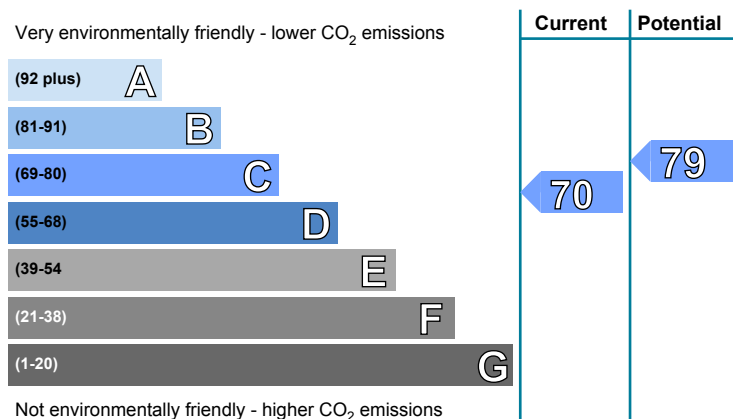 Very environmentally friendly - lower CO2 emissions
Current Potential
(92 plus) A
(81-91) B
(69-80) C
79
(55-68) D
70
(39-54 E
(21-38) F
(1-20) G
Not environmentally friendly - higher CO2 emissions